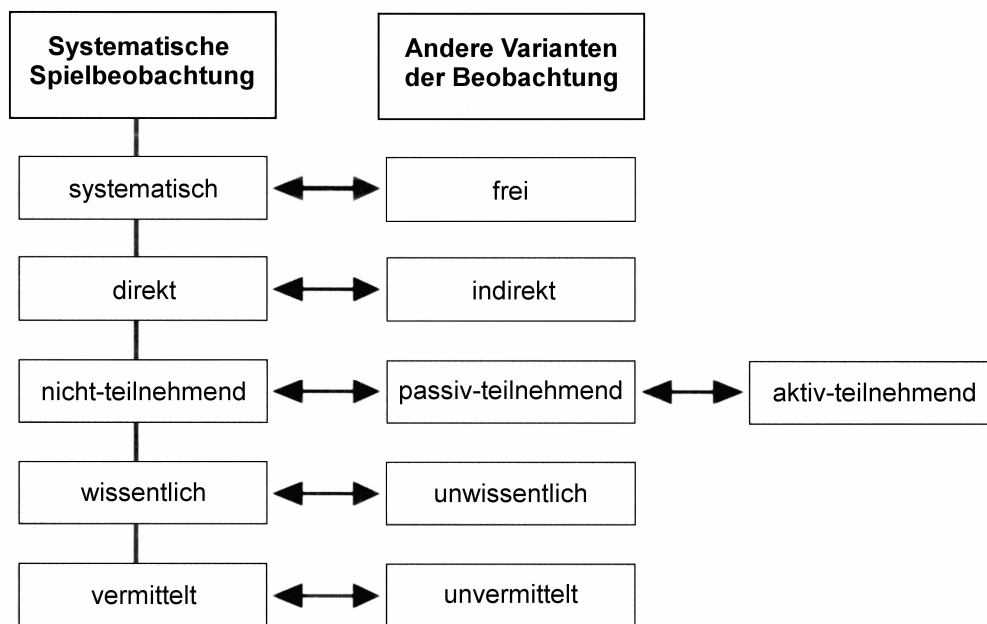 Systematische
Spielbeobachtung
Andere Varianten
der Beobachtung
systematisch
frei
direkt
indirekt
nicht-teilnehmend
passiv-teilnehmend
aktiv-teilnehmend
wissentlich
unwissentlich
vermittelt
unvermittelt